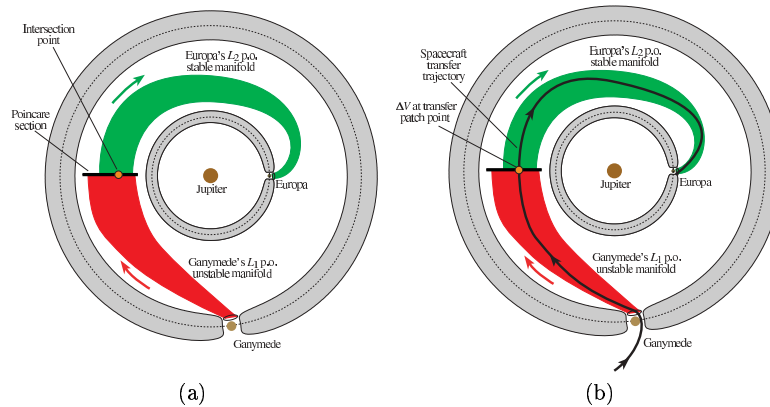 Intersection
point
Europa's L2 p.o.
stable manifold
Poincare
section
Jupiter
Europa
Ganymede's L1 p.o.
unstable manifold
Ganymede
(a)
Spacecraft
transfer
trajectory
Europa's L2 p.o.
stable manifold
ΔV at transfer
patch point
Jupiter
Europa
Ganymede's L1 p.o.
unstable manifold
Ganymede
(b)